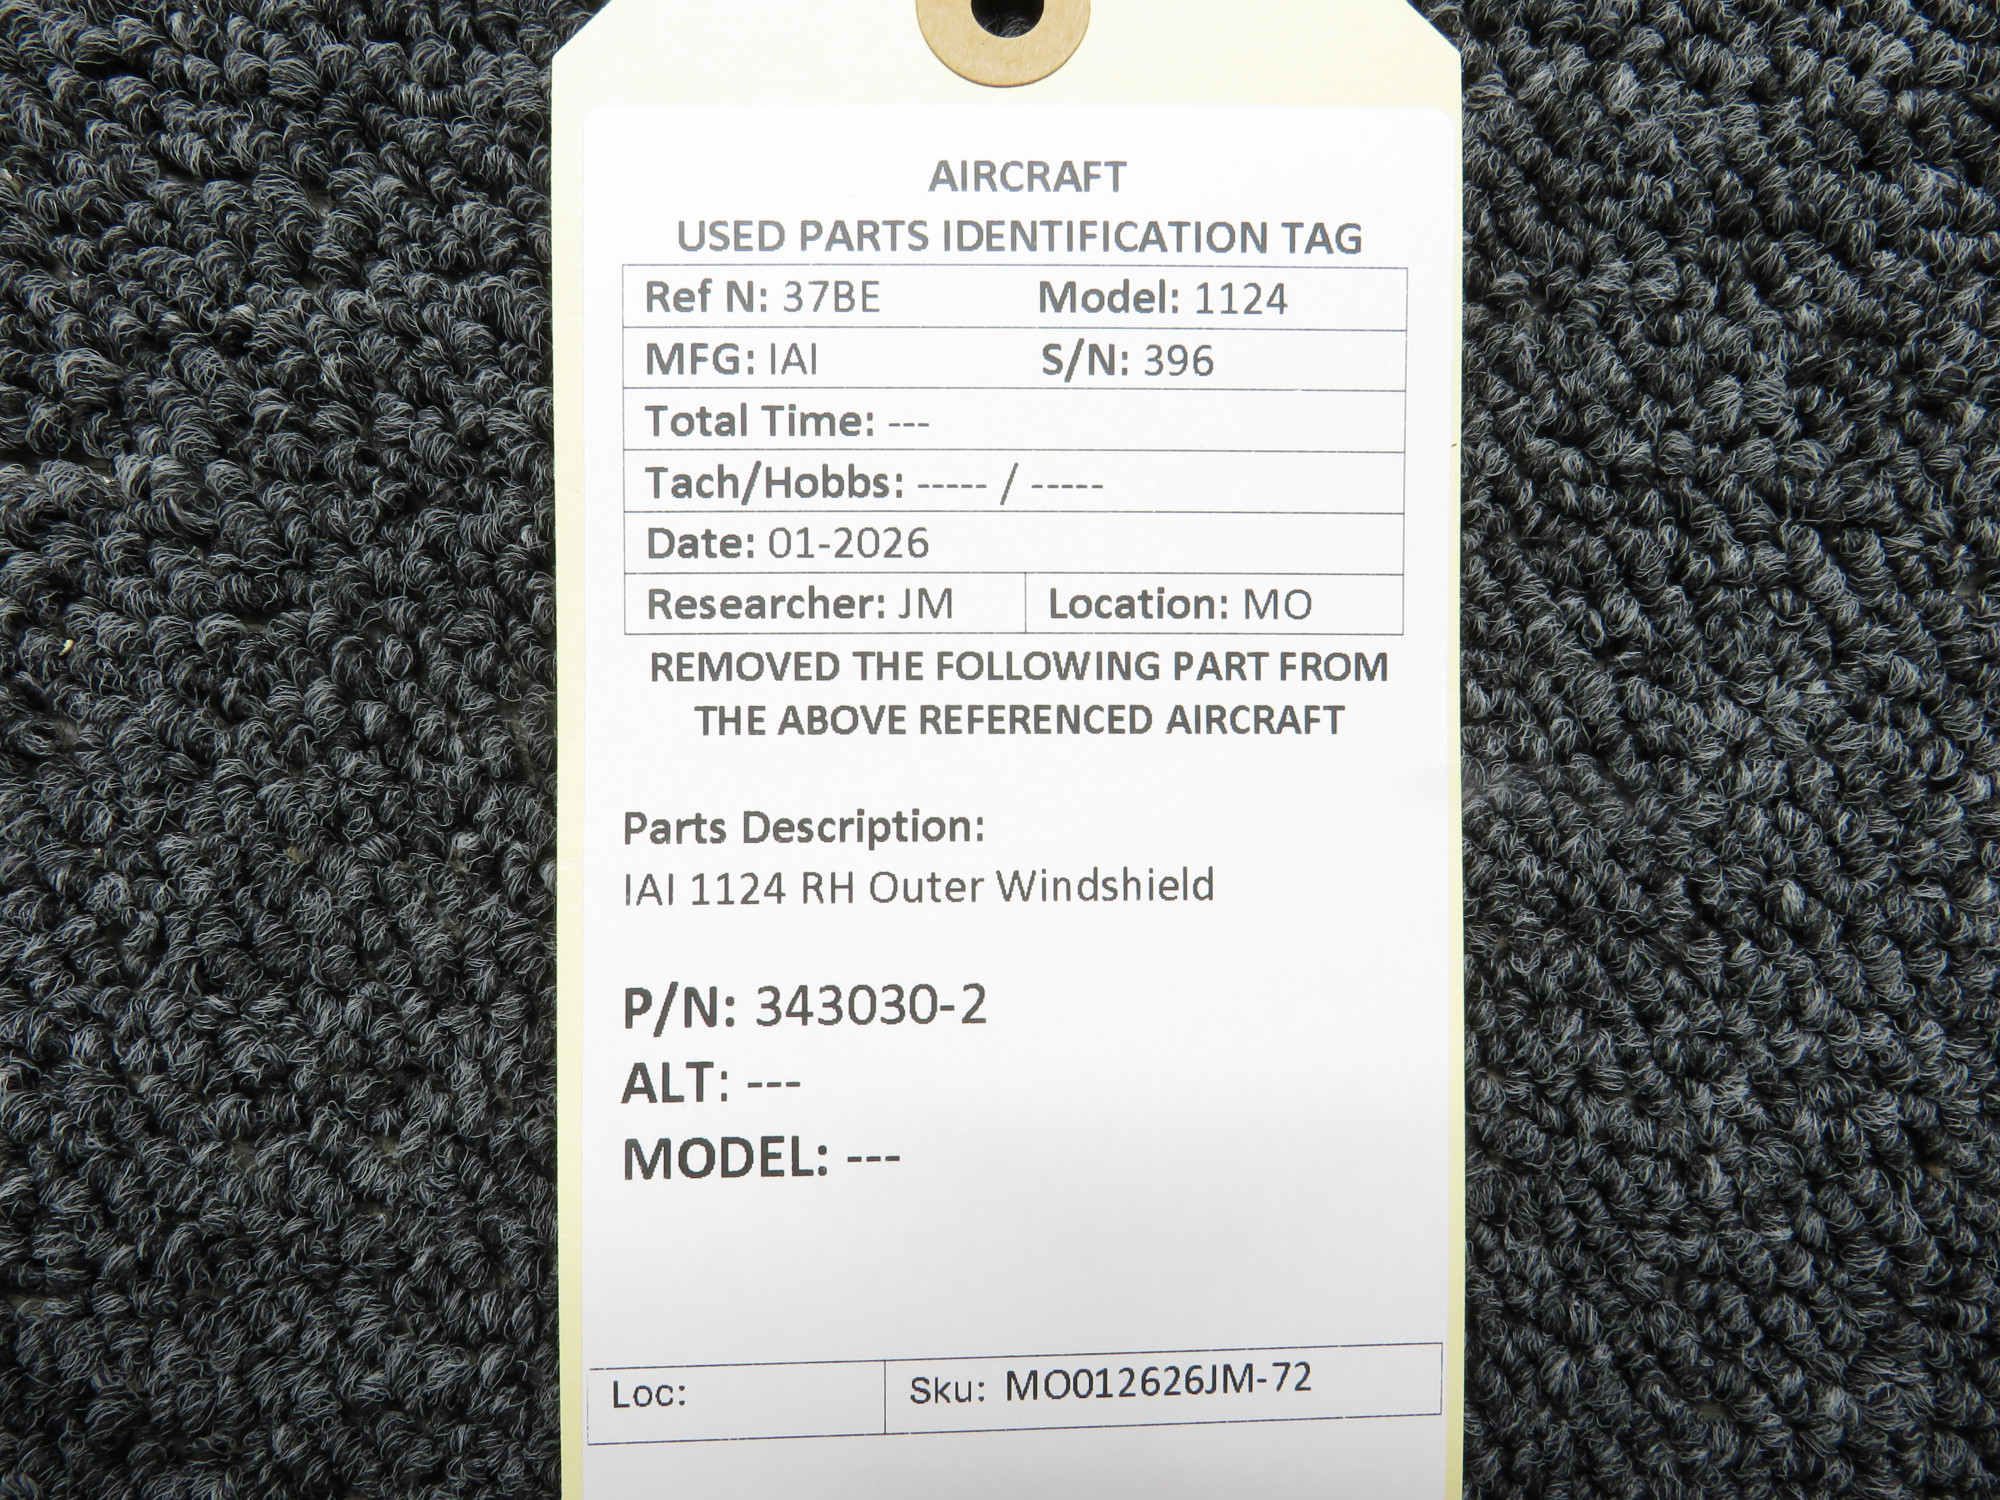 AIRCRAFT
USED PARTS IDENTIFICATION TAG
Ref N: 37BE Model: 1124
MFG: IAI S/N: 396
Total Time: ---
Tach/Hobbs: ----- / -----
Date: 01-2026
Researcher: JM Location: MO
REMOVED THE FOLLOWING PART FROM
THE ABOVE REFERENCED AIRCRAFT
Parts Description:
IAI 1124 RH Outer Windshield
P/N: 343030-2
ALT: ---
MODEL: ---
Loc: Sku: MO012626JM-72